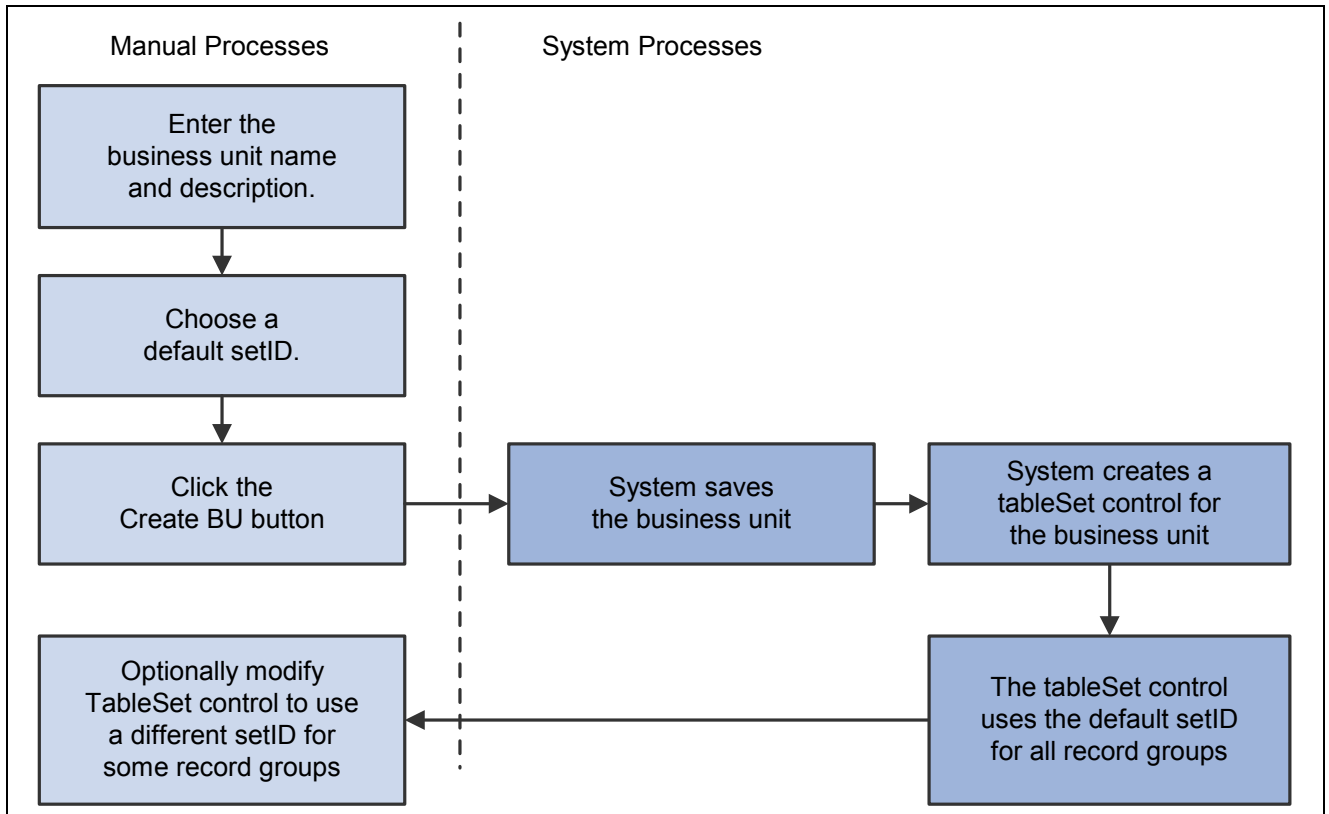 Manual Processes
System Processes
Enter the
business unit name
and description.
Choose a
default setID.
Click the
Create BU button
System saves
the business unit
System creates a
tableSet control for
the business unit
The tableSet control
uses the default setID
for all record groups
Optionally modify
TableSet control to use
a different setID for
some record groups